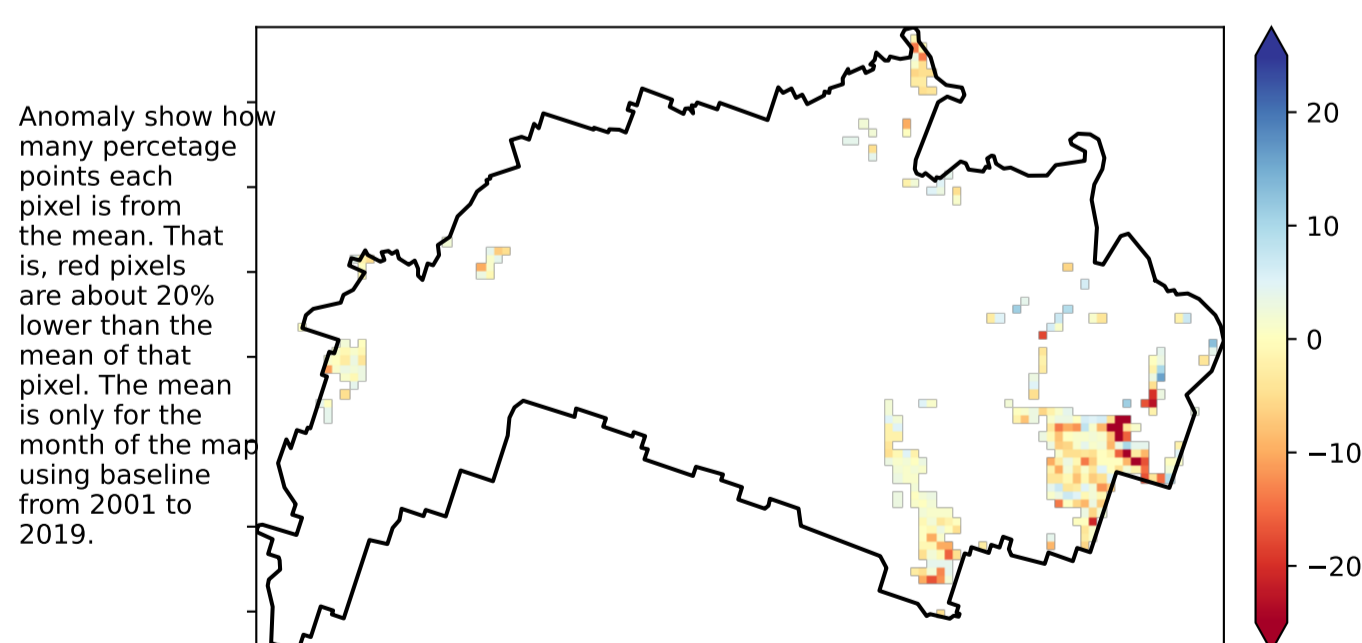 Anomaly show how
many percetage
points each
pixel is from
the mean. That
is, red pixels
are about 20%
lower than the
mean of that
pixel. The mean
is only for the
month of the map
using baseline
from 2001 to
2019.
20
10
0
−10
−20